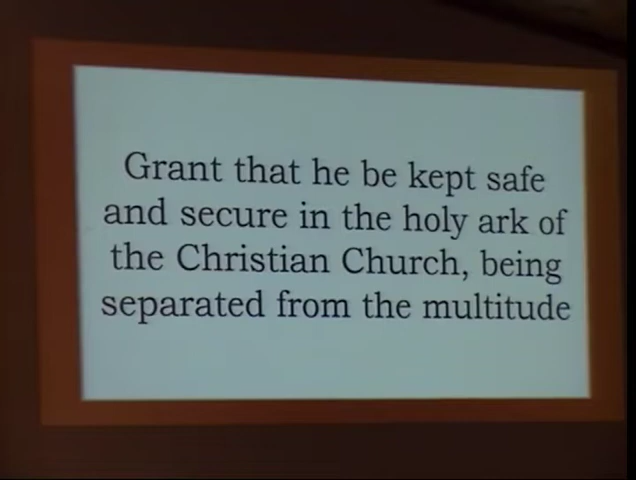 Grant that he be kept safe
and secure in the holy ark of
the Christian Church, being
separated from the multitude